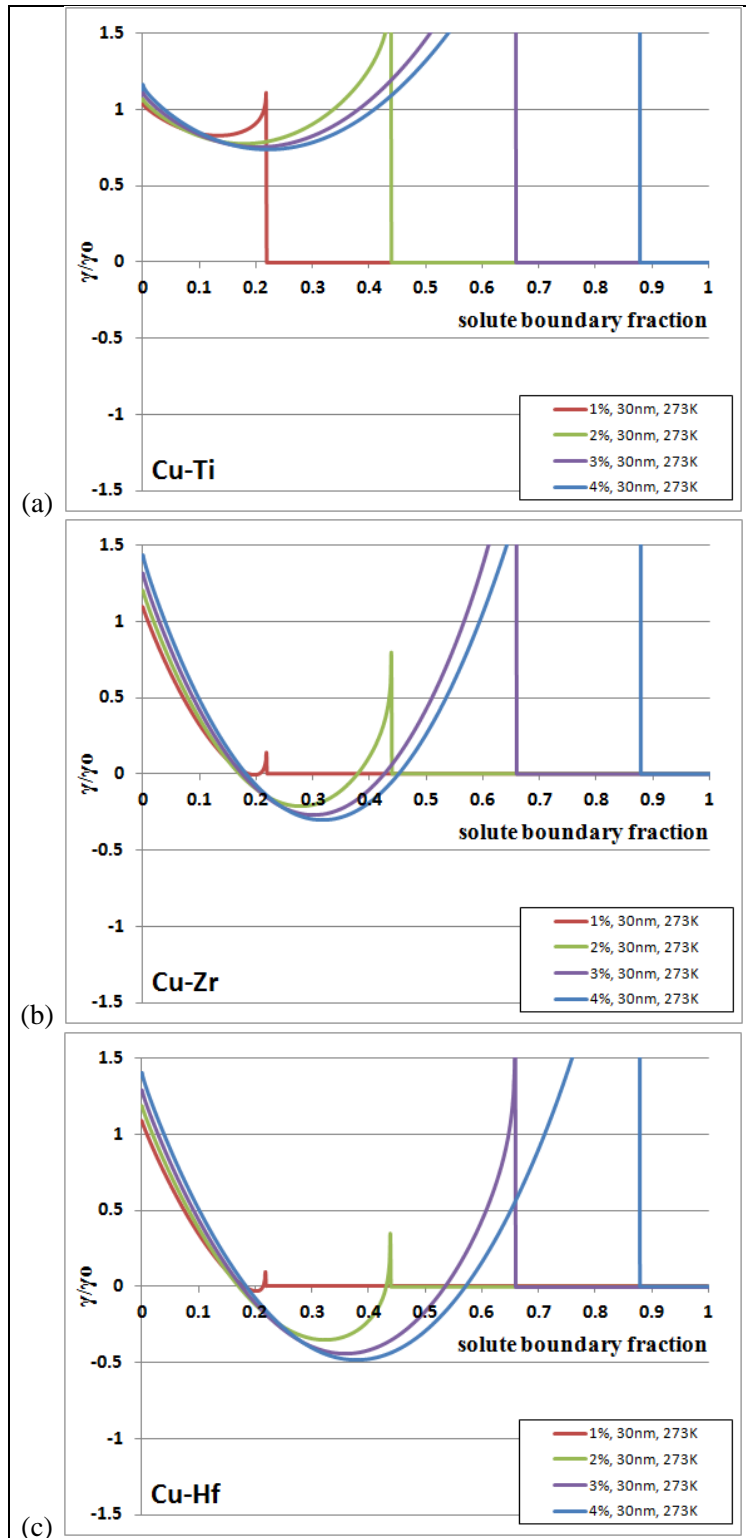 1.5
1
0.5
0
-0.5
-1
-1.5
γ/γo
0 0.1 0.2 0.3 0.4 0.5 0.6 0.7 0.8 0.9 1
solute boundary fraction
1%, 30nm, 273K
2%, 30nm, 273K
3%, 30nm, 273K
4%, 30nm, 273K
Cu-Ti
(a)
1.5
1
0.5
0
-0.5
-1
-1.5
γ/γo
0 0.1 0.2 0.3 0.4 0.5 0.6 0.7 0.8 0.9 1
solute boundary fraction
1%, 30nm, 273K
2%, 30nm, 273K
3%, 30nm, 273K
4%, 30nm, 273K
Cu-Zr
(b)
1.5
1
0.5
0
-0.5
-1
-1.5
γ/γo
0 0.1 0.2 0.3 0.4 0.5 0.6 0.7 0.8 0.9 1
solute boundary fraction
1%, 30nm, 273K
2%, 30nm, 273K
3%, 30nm, 273K
4%, 30nm, 273K
Cu-Hf
(c)